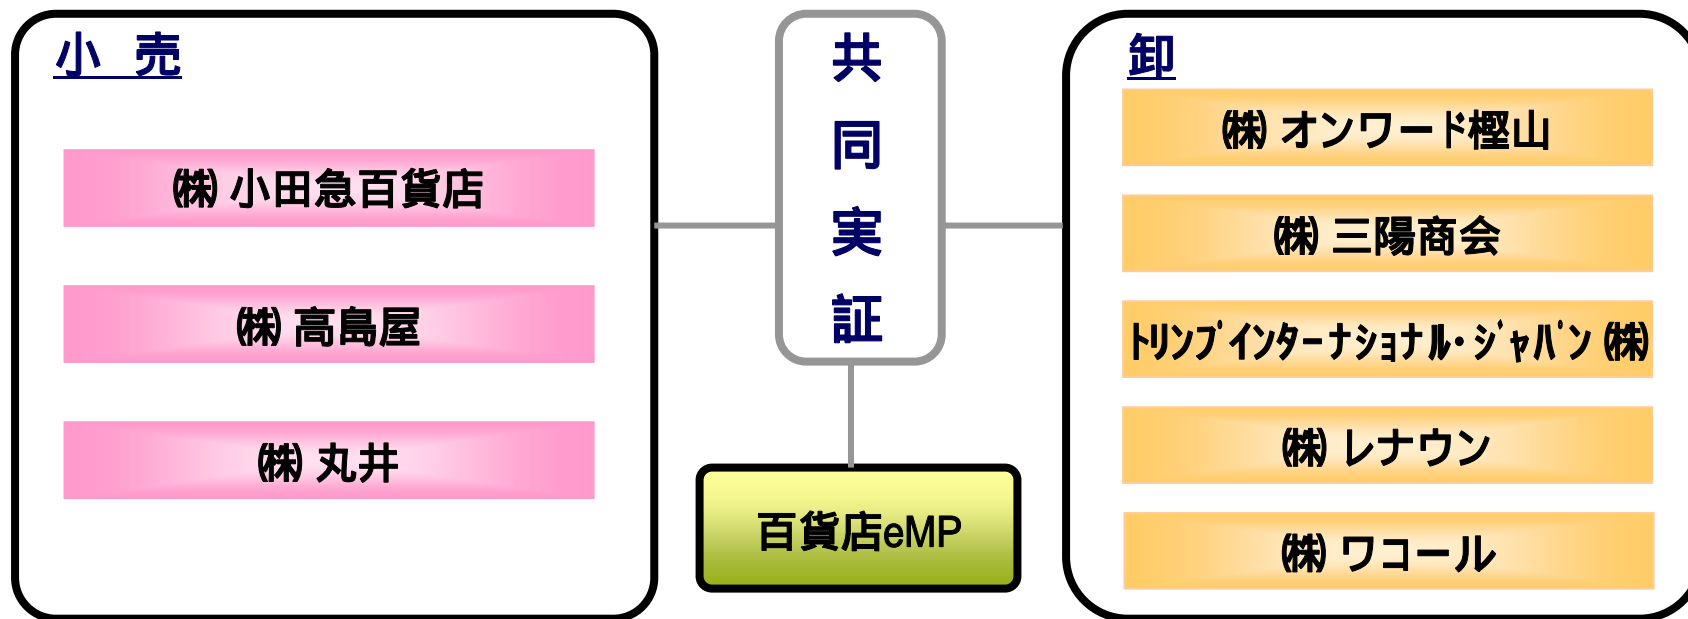 小 売
㈱ 小田急百貨店
㈱ 高島屋
㈱ 丸井
共
同
実
証
百貨店eMP
卸
㈱ オンワード樫山
㈱ 三陽商会
ﾄﾘﾝﾌﾟｲﾝﾀｰﾅｼｮﾅﾙ・ｼﾞｬﾊﾟﾝ ㈱
㈱ レナウン
㈱ ワコール